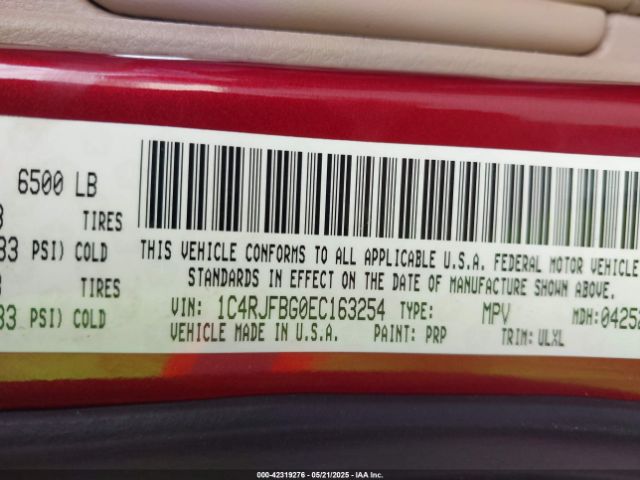 6500 LB
TIRES
33 PSI) COLD
TIRES
33 PSI) COLD
THIS VEHICLE CONFORMS TO ALL APPLICABLE U.S.A. FEDERAL MOTOR VEHICLE
STANDARDS IN EFFECT ON THE DATE OF MANUFACTURE SHOWN ABOVE.
VIN: 1C4RJFBG0EC163254 TYPE: MPV MDH: 04252
VEHICLE MADE IN U.S.A. PAINT: PRP TRIM: ULXL
000-42319276 - 05/21/2025 - IAA Inc.